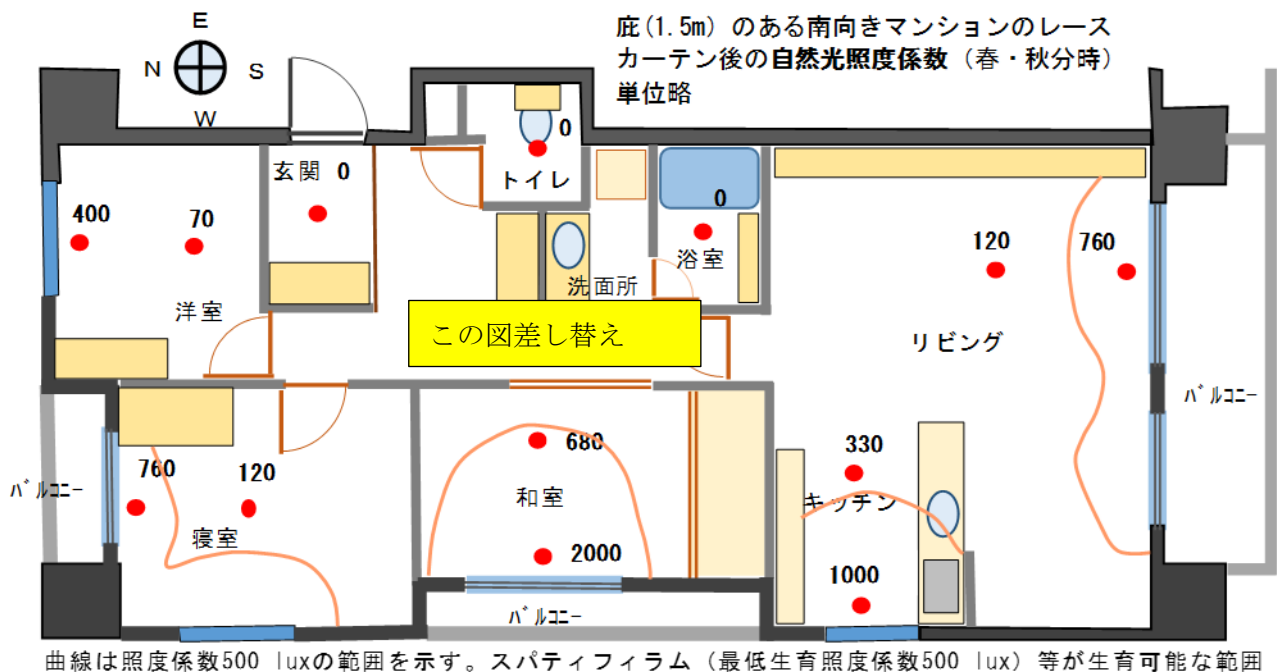 庇(1.5m) のある南向きマンションのレース
カーテン後の自然光照度係数（春・秋分時）
単位略
E
N S
W
玄関 0
0
トイレ
400
70
洋室
0
浴室
洗面所
120
760
リビング
この図差し替え
バルコニー
760
120
寝室
バルコニー
680
和室
2000
バルコニー
330
キッチン
1000
曲線は照度係数500 luxの範囲を示す。スパティフィラム（最低生育照度係数500 lux）等が生育可能な範囲